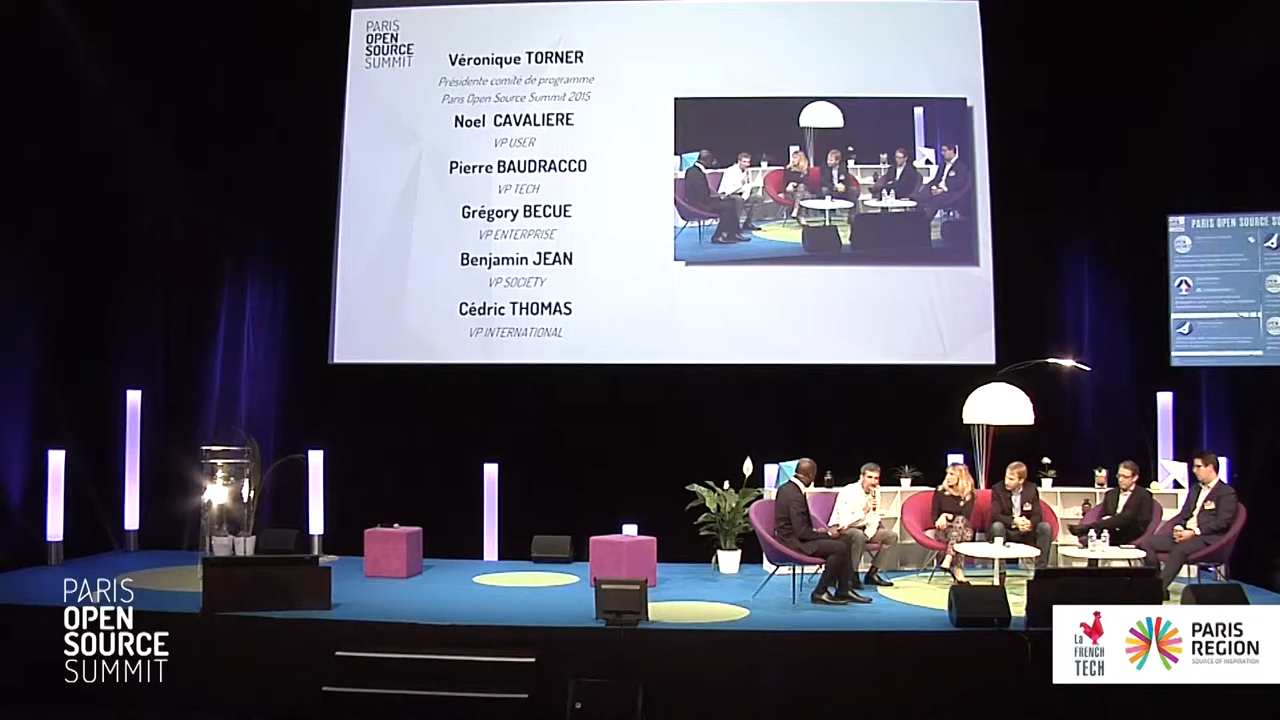 PARIS
OPEN
SOURCE
SUMMIT
Véronique TORNER
Présidente comité de programme
Paris Open Source Summit 2015
Noel CAVALIERE
VP USER
Pierre BAUDRACCO
VP TECH
Grégory BECUE
VP ENTERPRISE
Benjamin JEAN
VP SOCIETY
Cédric THOMAS
VP INTERNATIONAL
PARIS OPEN SOURCE
PARIS
OPEN
SOURCE
SUMMIT
La
FRENCH
TECH
PARIS
REGION
SOURCE OF INSPIRATION